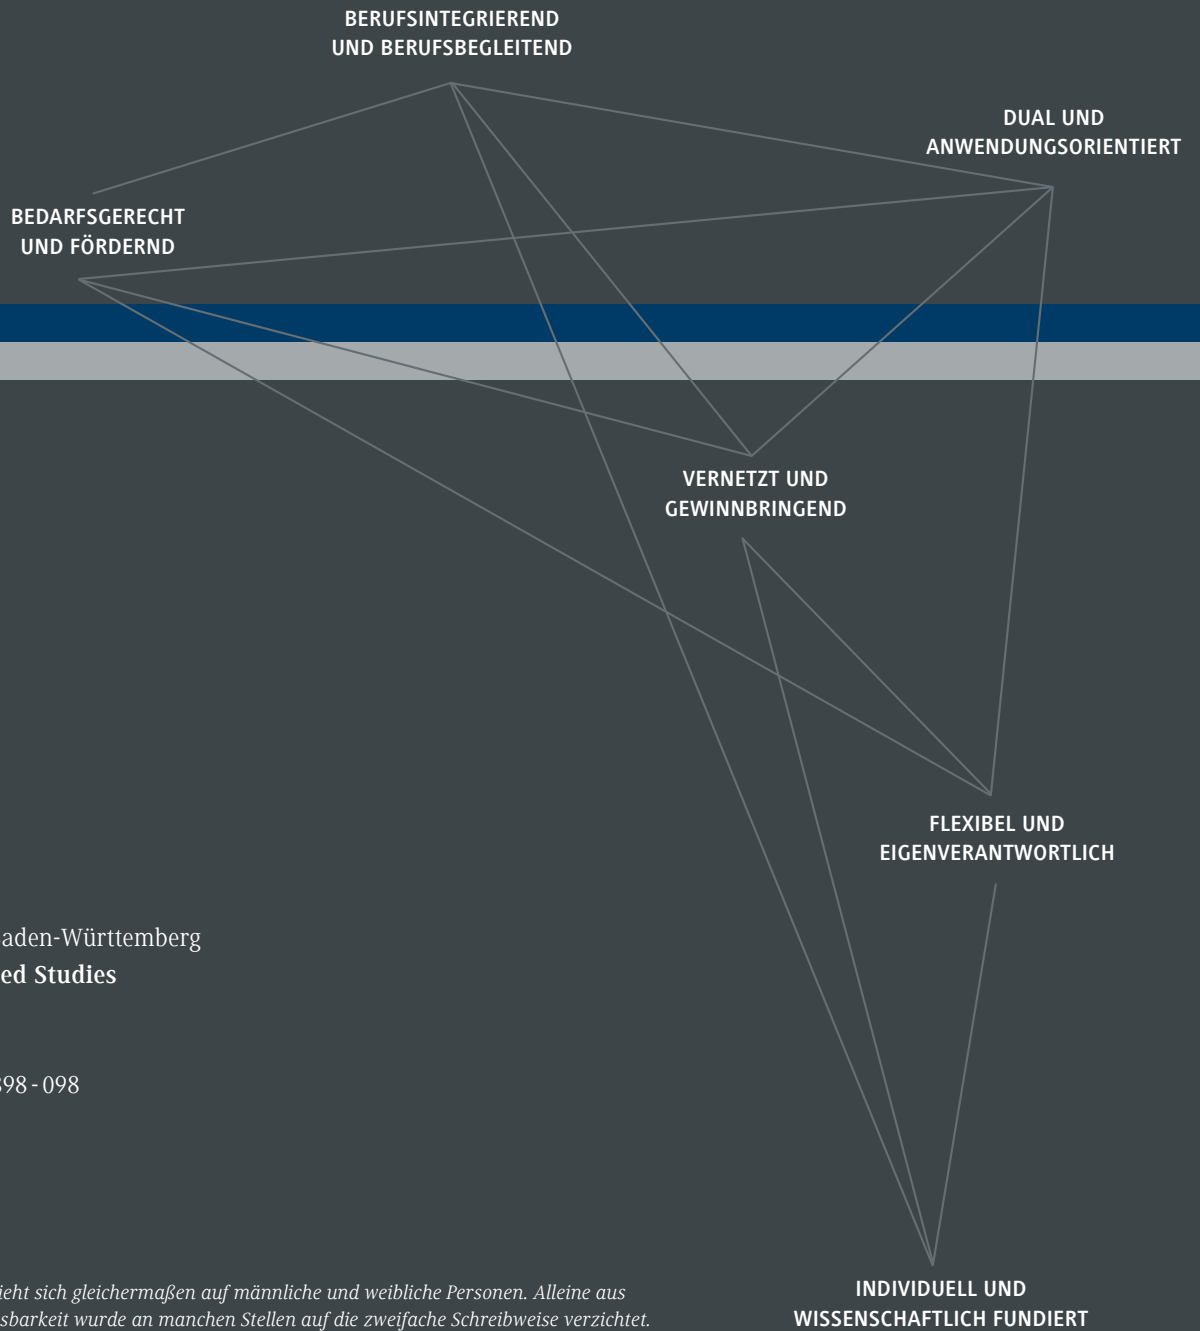 BERUFSINTEGRIEREND
UND BERUFSBEGLEITEND
DUAL UND
ANWENDUNGSORIENTIERT
BEDARFSGERECHT
UND FÖRDERND
VERNETZT UND
GEWINNBRINGEND
FLEXIBEL UND
EIGENVERANTWORTLICH
aden-Württemberg
ed Studies
98 - 098
ieht sich gleichermaßen auf männliche und weibliche Personen. Alleine aus
sbarkeit wurde an manchen Stellen auf die zweifache Schreibweise verzichtet.
INDIVIDUELL UND
WISSENSCHAFTLICH FUNDIERT